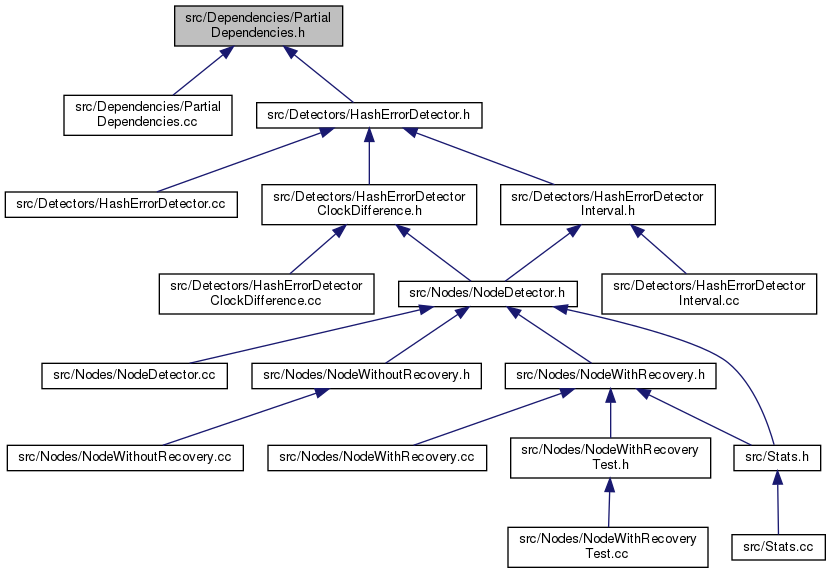 src/Dependencies/Partial
Dependencies.h
src/Dependencies/Partial
Dependencies.cc
src/Detectors/HashErrorDetector.h
src/Detectors/HashErrorDetector.cc
src/Detectors/HashErrorDetector
ClockDifference.h
src/Detectors/HashErrorDetector
Interval.h
src/Detectors/HashErrorDetector
ClockDifference.cc
src/Nodes/NodeDetector.h
src/Detectors/HashErrorDetector
Interval.cc
src/Nodes/NodeDetector.cc
src/Nodes/NodeWithoutRecovery.h
src/Nodes/NodeWithRecovery.h
src/Nodes/NodeWithoutRecovery.cc
src/Nodes/NodeWithRecovery.cc
src/Nodes/NodeWithRecovery
Test.h
src/Stats.h
src/Nodes/NodeWithRecovery
Test.cc
src/Stats.cc